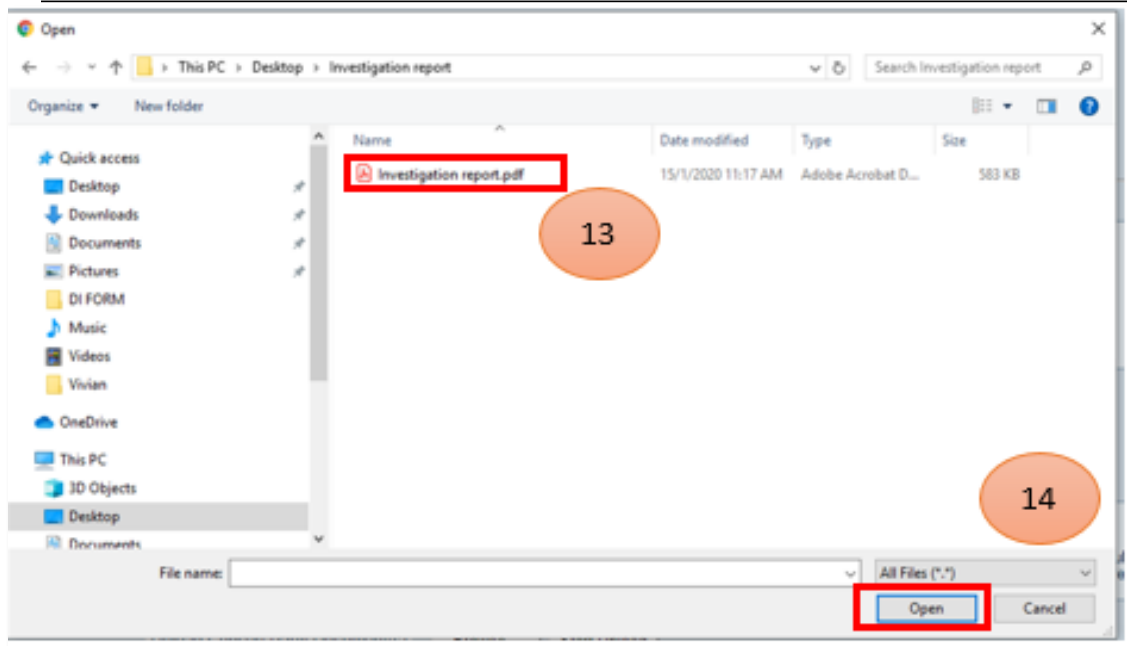 Open
This PC > Desktop > Investigation report
Search Investigation report
Organize
New folder
Name
Date modified
Type
Size
Quick access
Desktop
Downloads
Documents
Pictures
DI FORM
Music
Videos
Vivian
OneDrive
This PC
3D Objects
Desktop
Documents
Investigation report.pdf
15/1/2020 11:17 AM
Adobe Acrobat D...
583 KB
13
14
File name:
All Files (*.*)
Open
Cancel